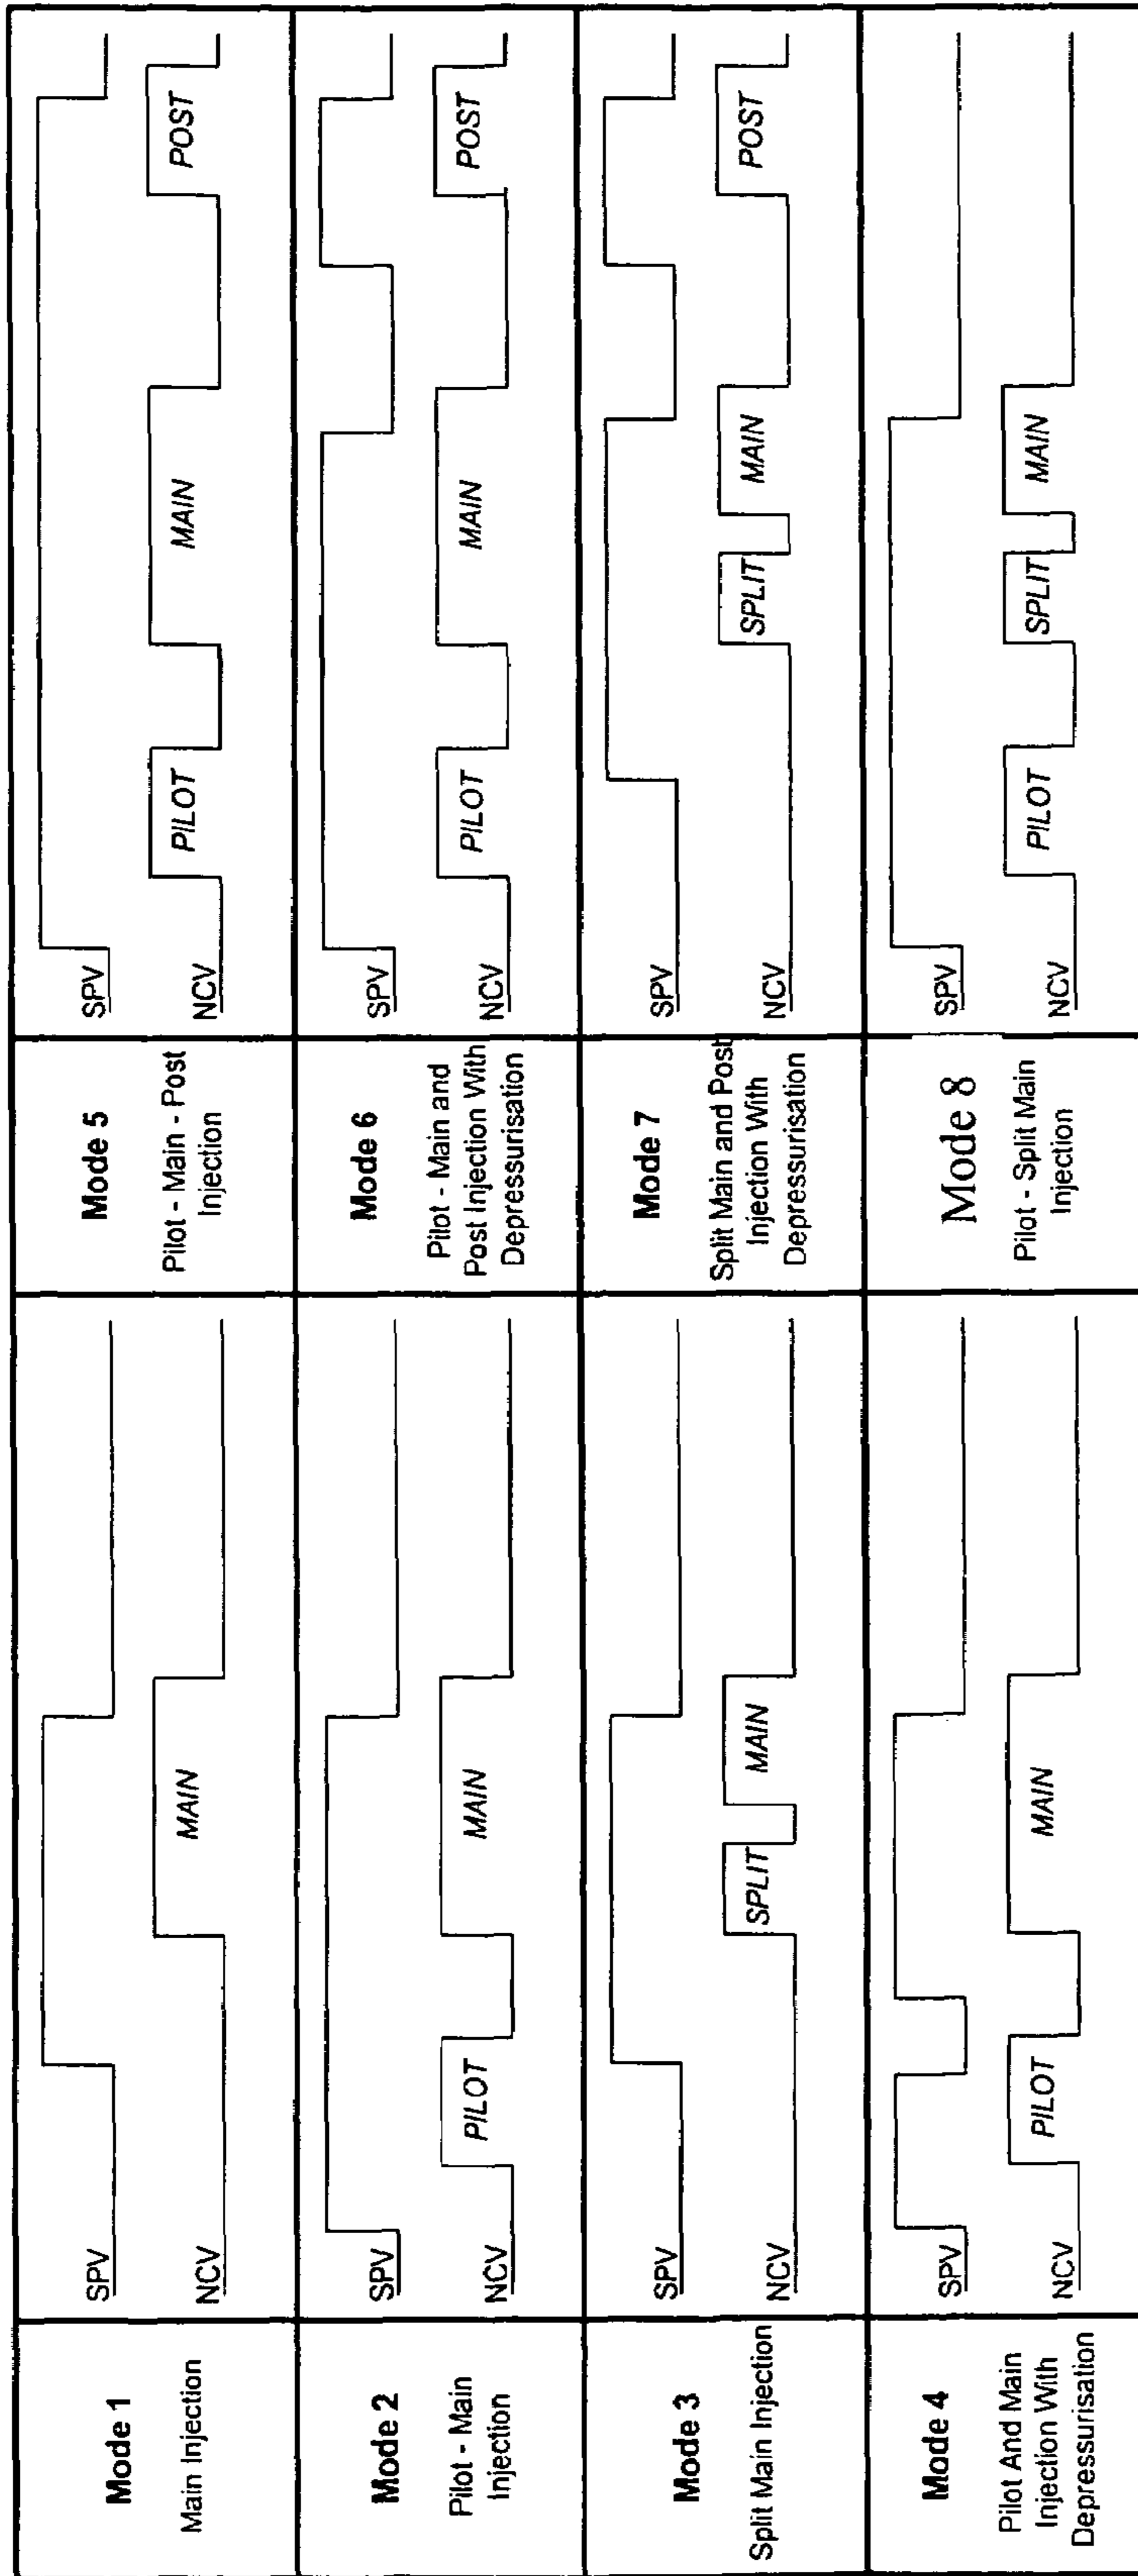 Mode 1
Main Injection
SPV
NCV
MAIN
Mode 5
Pilot - Main - Post
Injection
SPV
NCV
PILOT
MAIN
POST
Mode 2
Pilot - Main
Injection
SPV
NCV
PILOT
MAIN
Mode 6
Pilot - Main and
Post Injection With
Depressurisation
SPV
NCV
PILOT
MAIN
POST
Mode 3
Split Main Injection
SPV
NCV
SPLIT
MAIN
Mode 7
Split Main and Post
Injection With
Depressurisation
SPV
NCV
SPLIT
MAIN
POST
Mode 4
Pilot And Main
Injection With
Depressurisation
SPV
NCV
PILOT
MAIN
Mode 8
Pilot - Split Main
Injection
SPV
NCV
PILOT
SPLIT
MAIN